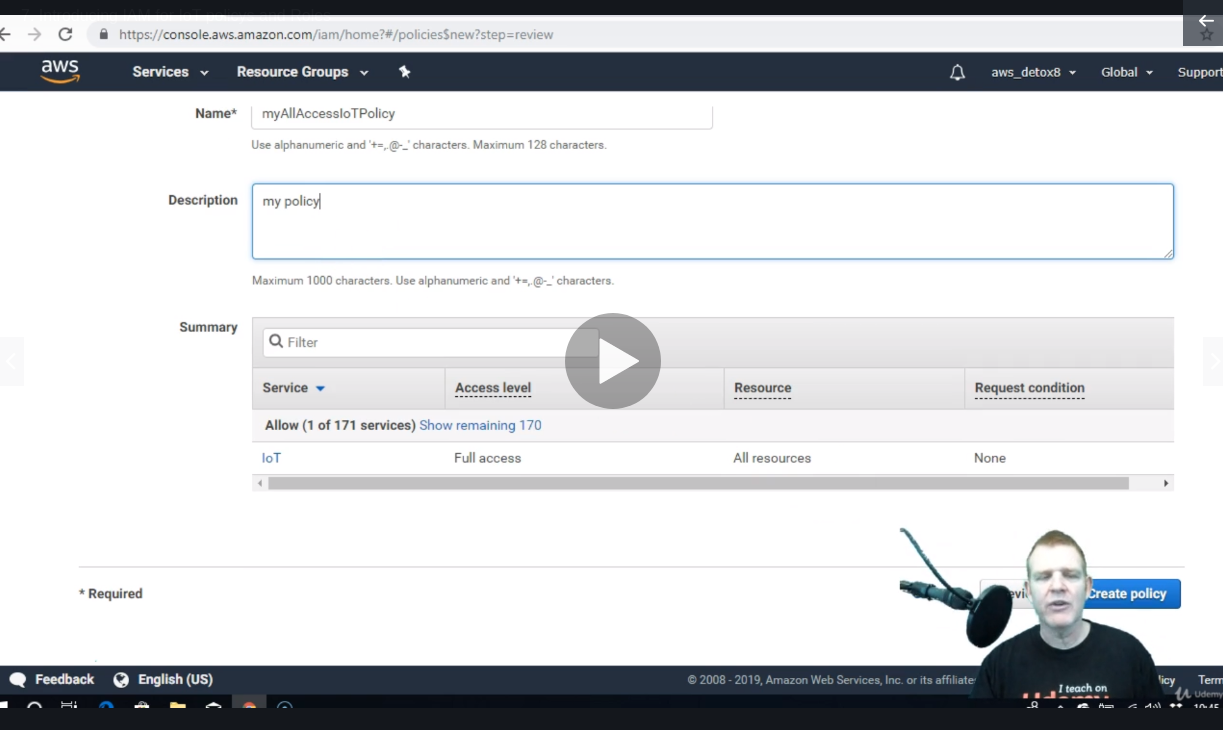 https://console.aws.amazon.com/iam/home?#/policies$new?step=review
aws Services Resource Groups aws_detox8 Global Support
Name* myAllAccessIoTPolicy
Use alphanumeric and '+=,.@-_' characters. Maximum 128 characters.
Description my policy
Maximum 1000 characters. Use alphanumeric and '+=,.@-_' characters.
Summary Filter
Service Access level Resource Request condition
Allow (1 of 171 services) Show remaining 170
IoT Full access All resources None
* Required Create policy
Feedback English (US) © 2008 - 2019, Amazon Web Services, Inc. or its affiliate
I teach on
Udemy
Udemy
10:45